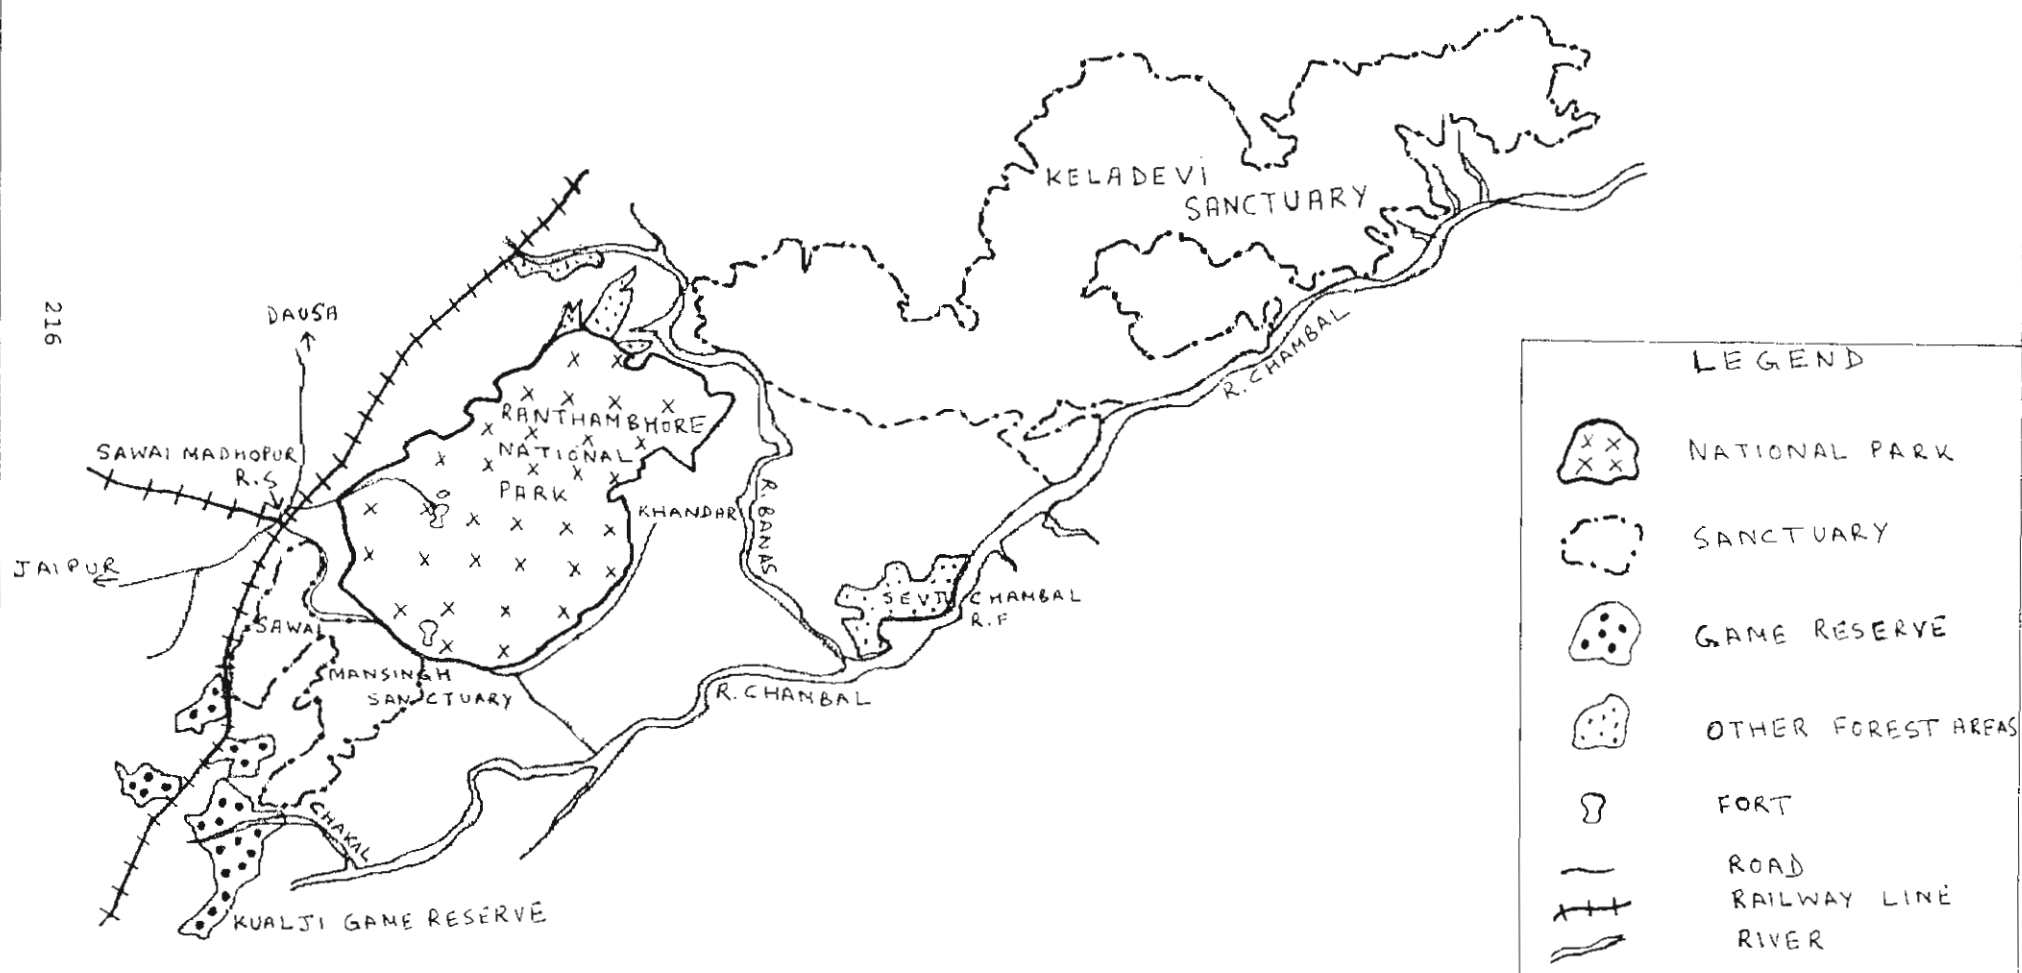 216
KELADEVI
SANCTUARY
DAUSA
SAWAI MADHOPUR
R.S
JAIPUR
RANTHAMBHORE
NATIONAL
PARK
KHANDAR
R. BANAS
R. CHAMBAL
SEVTI CHAMBAL
R.F
SAWAI
MANSINGH
SANCTUARY
R. CHAMBAL
CHAKAL
KUALJI GAME RESERVE
LEGEND
NATIONAL PARK
SANCTUARY
GAME RESERVE
OTHER FOREST AREAS
FORT
ROAD
RAILWAY LINE
RIVER